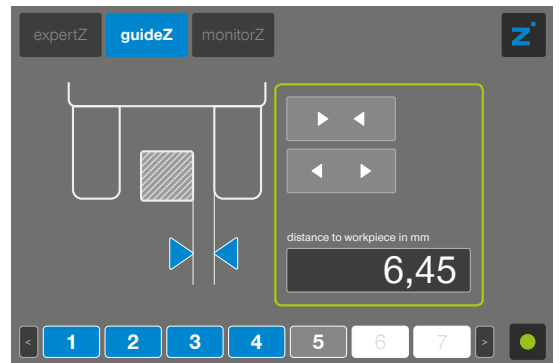 expertZ guideZ monitorZ z
distance to workpiece in mm
6,45
< 1 2 3 4 5 6 7 >